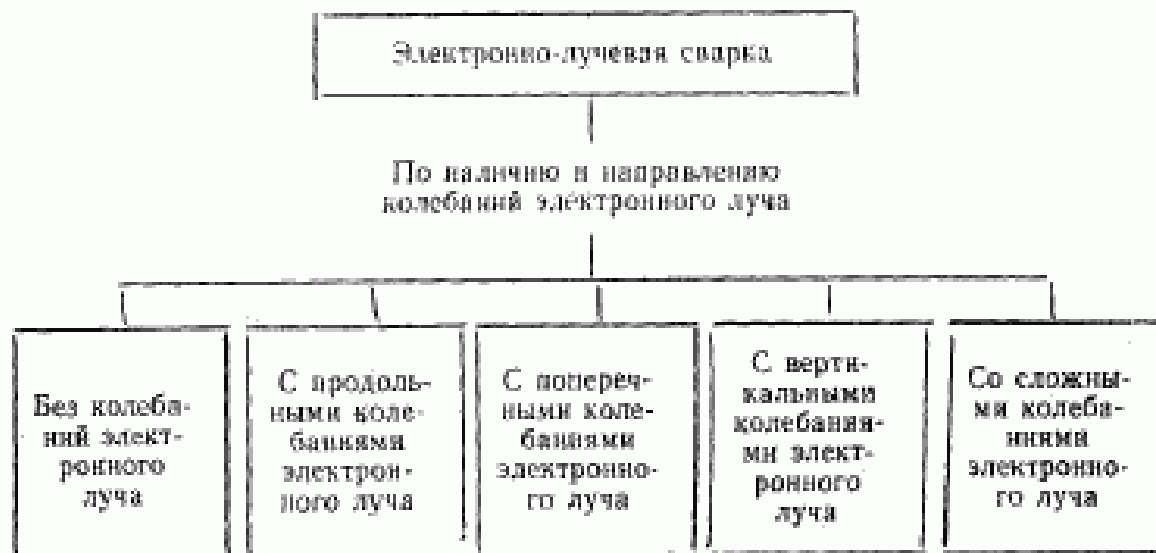 Электронно-лучевая сварка
По наличию и направлению
колебаний электронного луча
Без колеба-
ний элект-
ронного
луча
С продоль-
ными коле-
баниями
электрон-
ного луча
С попереч-
ными коле-
баниями
электронно-
го луча
С верти-
кальными
колебания-
ми элект-
ронного
луча
Со сложны-
ми колеба-
ниями
электронно-
го луча